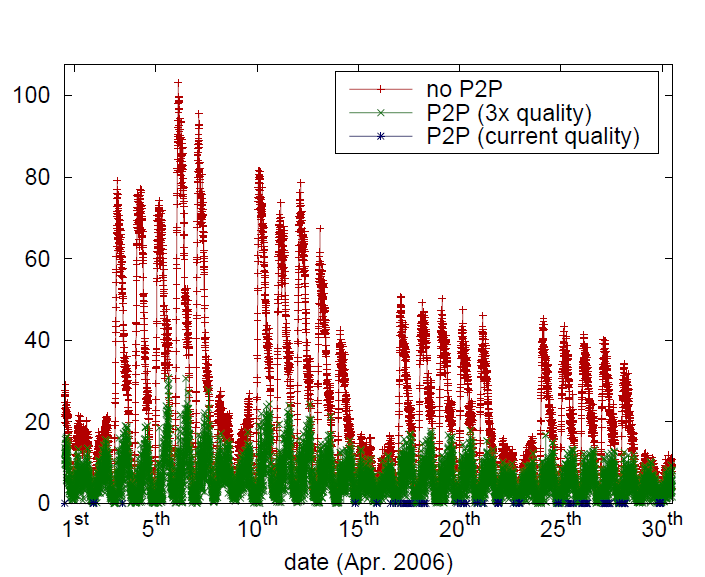 no P2P
P2P (3x quality)
P2P (current quality)
100
80
60
40
20
0
1st 5th 10th 15th 20th 25th 30th
date (Apr. 2006)